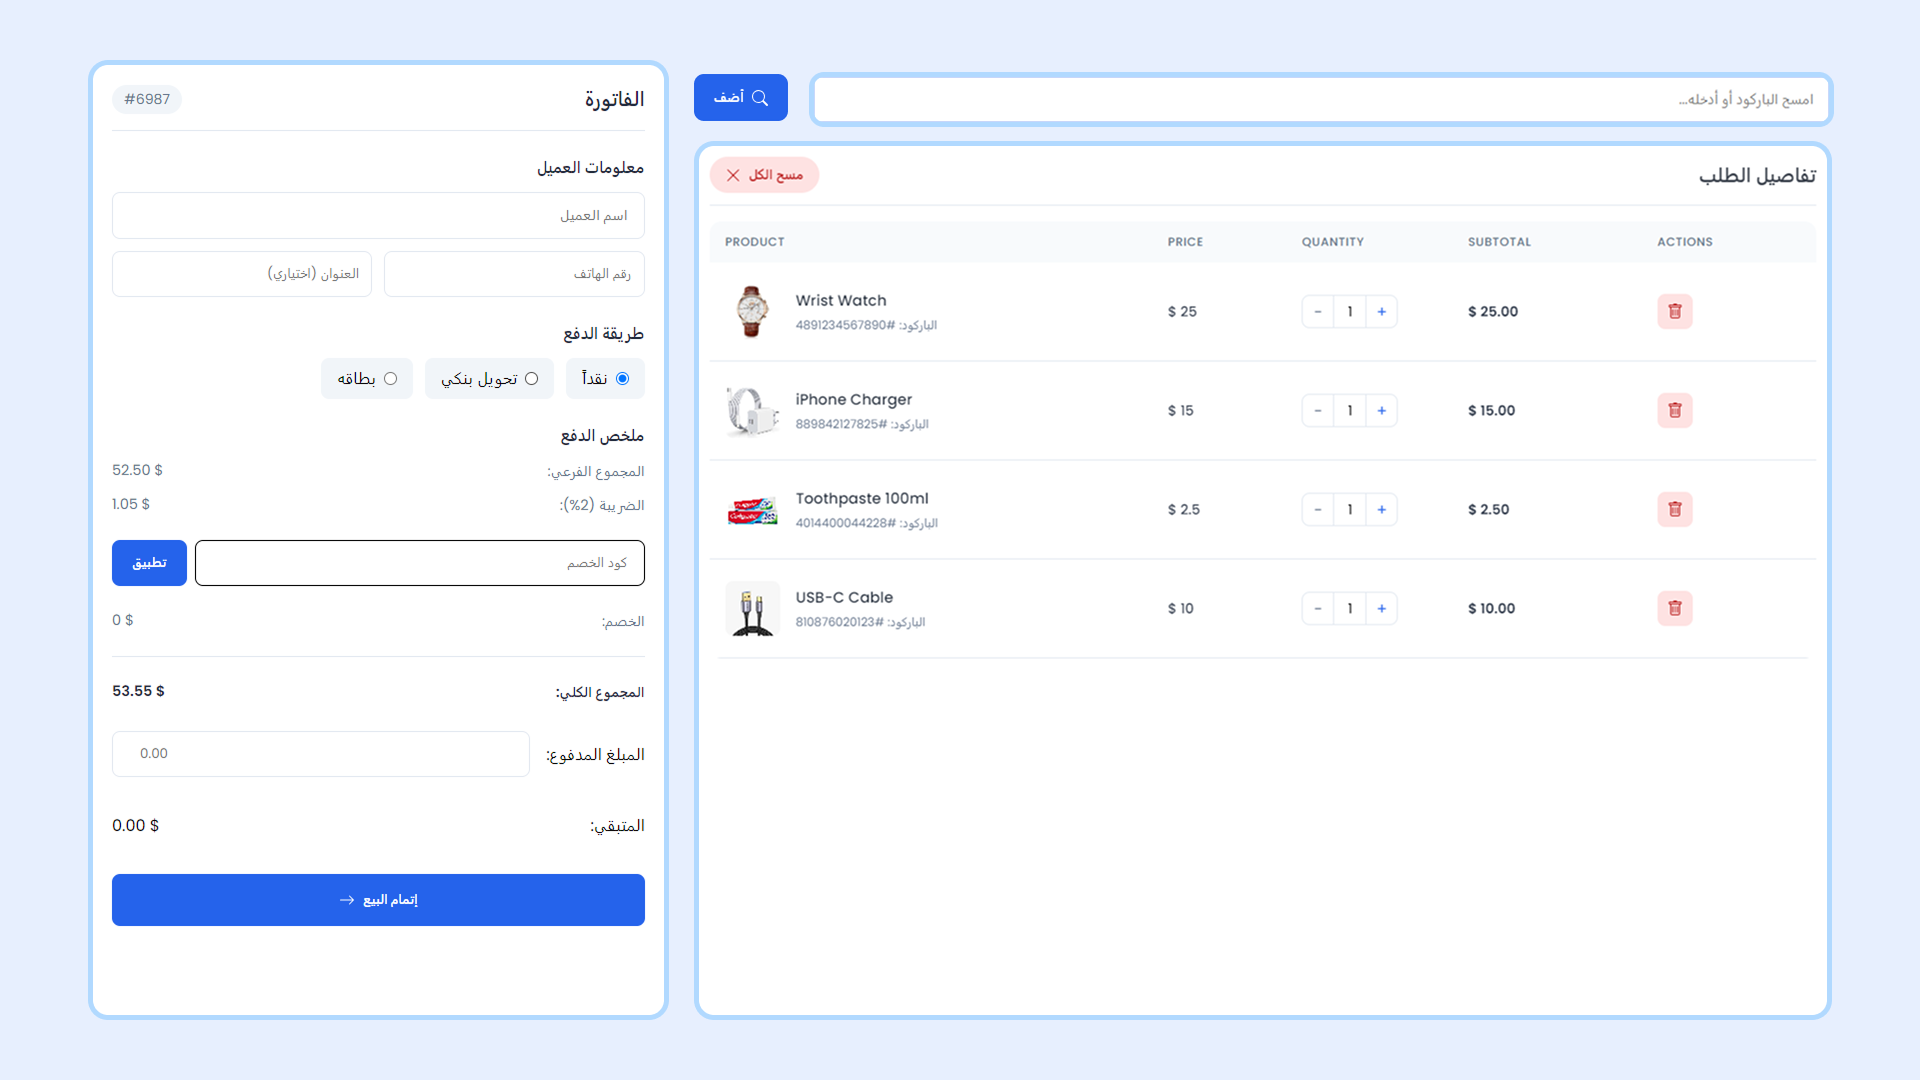 امسح الباركود أو أدخله...
أضف
تفاصيل الطلب
مسح الكل
PRODUCT PRICE QUANTITY SUBTOTAL ACTIONS
Wrist Watch
الباركود: #4891234567890
$ 25
- 1 +
$ 25.00
iPhone Charger
الباركود: #889842127825
$ 15
- 1 +
$ 15.00
Toothpaste 100ml
الباركود: #4014400044228
$ 2.5
- 1 +
$ 2.50
USB-C Cable
الباركود: #810876020123
$ 10
- 1 +
$ 10.00
الفاتورة
#6987
معلومات العميل
اسم العميل
رقم الهاتف
العنوان (اختياري)
طريقة الدفع
نقداً
تحويل بنكي
بطاقه
ملخص الدفع
المجموع الفرعي:
52.50 $
الضريبة (2%):
1.05 $
كود الخصم
تطبيق
الخصم:
0 $
المجموع الكلي:
53.55 $
المبلغ المدفوع:
0.00
المتبقي:
0.00 $
إتمام البيع